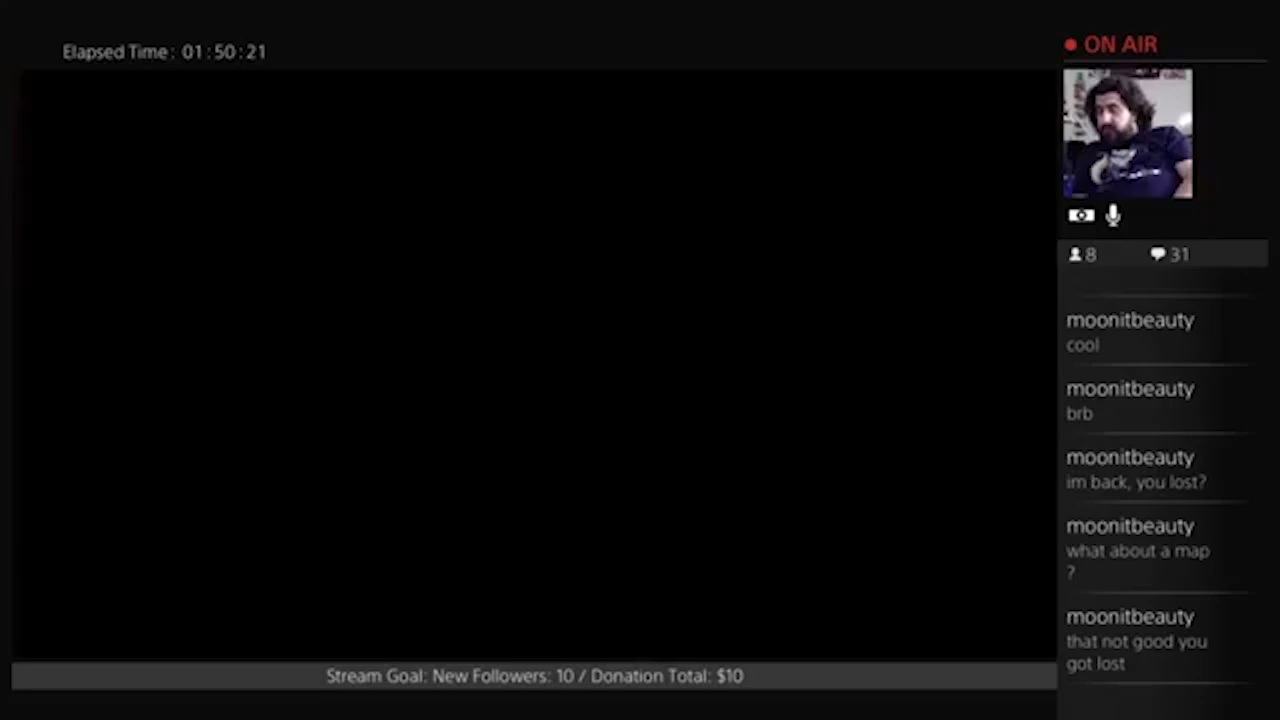 Elapsed Time: 01:50:21
ON AIR
8
31
moonitbeauty
cool
moonitbeauty
brb
moonitbeauty
im back, you lost?
moonitbeauty
what about a map
?
moonitbeauty
that not good you
got lost
Stream Goal: New Followers: 10 / Donation Total: $10